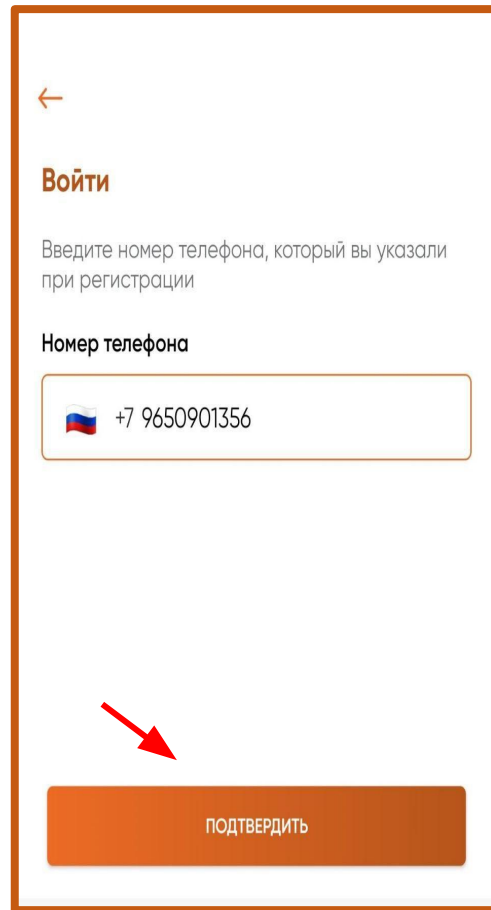 Войти
Введите номер телефона, который вы указали
при регистрации
Номер телефона
+7 9650901356
ПОДТВЕРДИТЬ